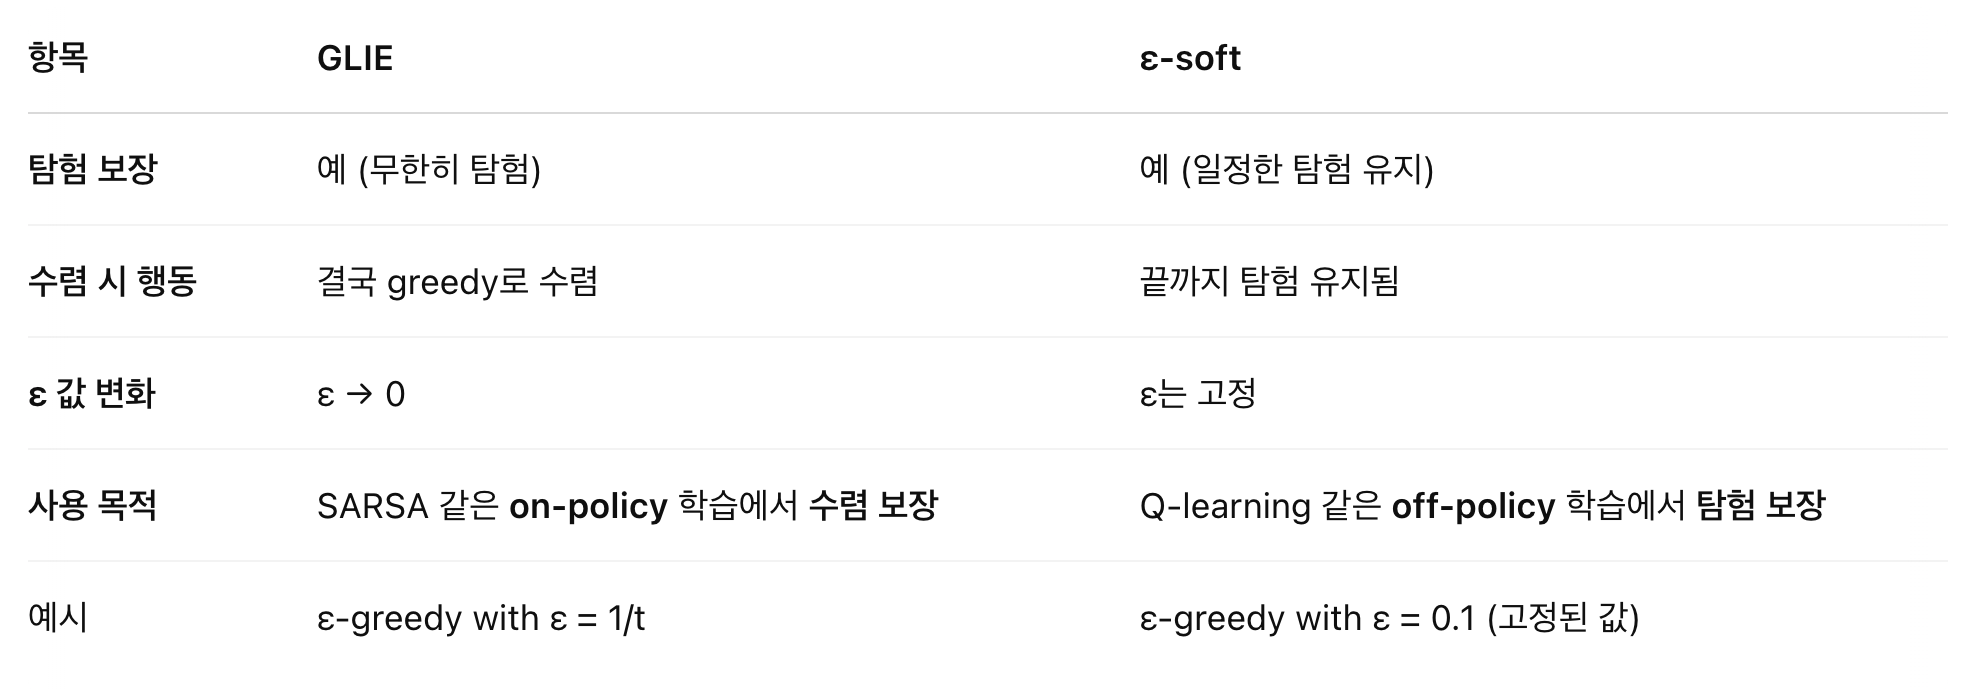 항목 GLIE ε-soft
탐험 보장 예 (무한히 탐험) 예 (일정한 탐험 유지)
수렴 시 행동 결국 greedy로 수렴 끝까지 탐험 유지됨
ε 값 변화 ε → 0 ε는 고정
사용 목적 SARSA 같은 on-policy 학습에서 수렴 보장 Q-learning 같은 off-policy 학습에서 탐험 보장
예시 ε-greedy with ε = 1/t ε-greedy with ε = 0.1 (고정된 값)